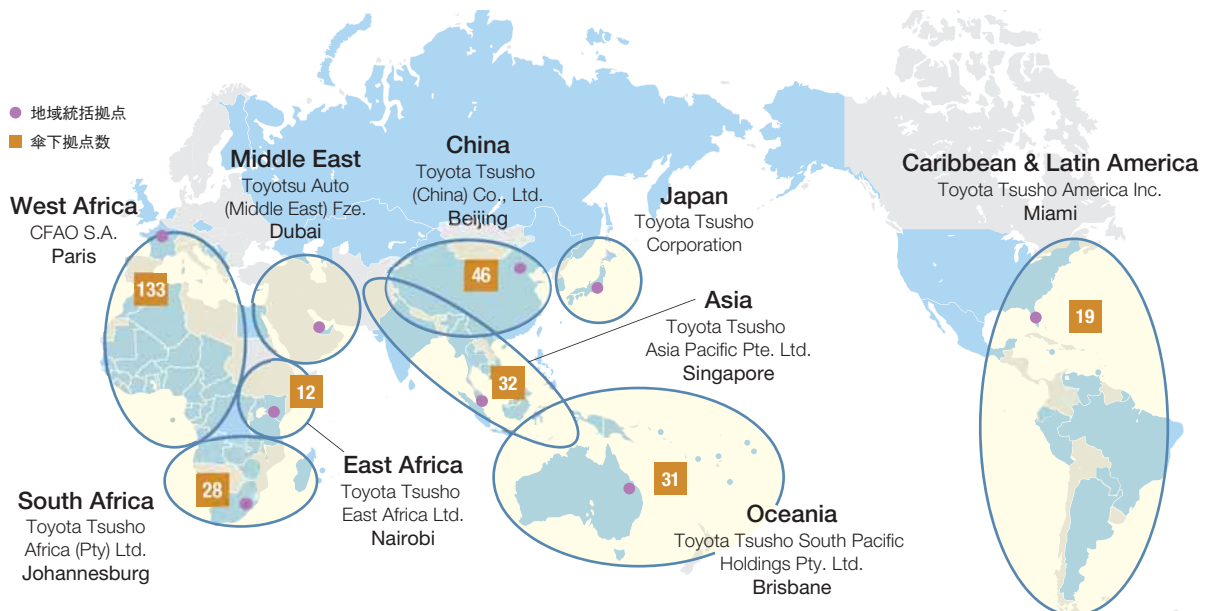 地域統括拠点
傘下拠点数
West Africa
CFAO S.A.
Paris
133
Middle East
Toyotsu Auto
(Middle East) Fze.
Dubai
China
Toyota Tsusho
(China) Co., Ltd.
Beijing
46
Japan
Toyota Tsusho
Corporation
Caribbean & Latin America
Toyota Tsusho America Inc.
Miami
19
Asia
Toyota Tsusho
Asia Pacific Pte. Ltd.
Singapore
32
12
East Africa
Toyota Tsusho
East Africa Ltd.
Nairobi
28
South Africa
Toyota Tsusho
Africa (Pty) Ltd.
Johannesburg
31
Oceania
Toyota Tsusho South Pacific
Holdings Pty. Ltd.
Brisbane